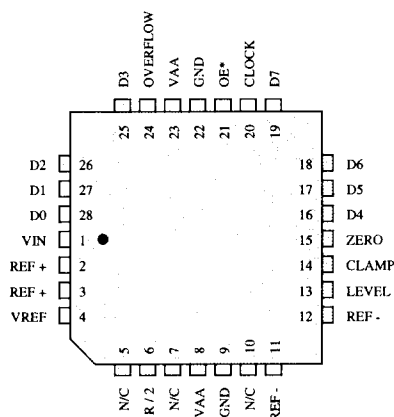 D3 OVERFLOW VAA GND OE* CLOCK D7
25 24 23 22 21 20 19
D2 26 18 D6
D1 27 17 D5
D0 28 16 D4
VIN 1 15 ZERO
REF + 2 14 CLAMP
REF + 3 13 LEVEL
VREF 4 12 REF -
5 6 7 8 9 10 11
N/C R / 2 N/C VAA GND N/C REF -